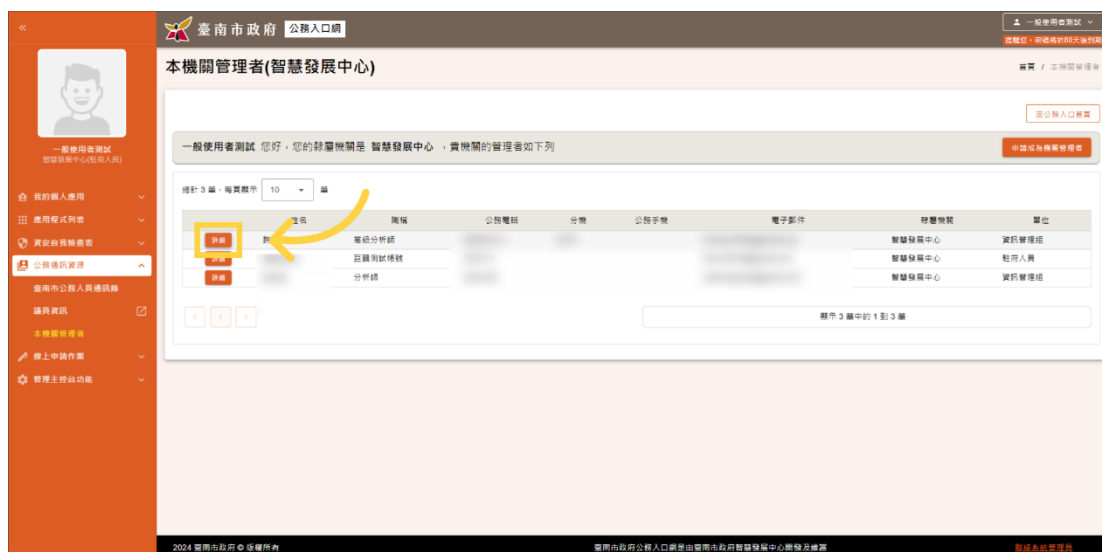 臺南市政府 公務入口網
一般使用者測試
提醒您，密碼將於80天後到期
本機關管理者(智慧發展中心)
首頁 / 本機關管理者
一般使用者測試
智慧發展中心(駐府人員)
回公務入口首頁
一般使用者測試 您好，您的隸屬機關是 智慧發展中心 ，貴機關的管理者如下列
申請成為機關管理者
我的個人應用
應用程式列表
資安自我檢查表
公務通訊資源
臺南市公務人員通訊錄
議員資訊
本機關管理者
線上申請作業
管理主控台功能
總計 3 筆，每頁顯示 10 筆
姓名 職稱 公務電話 分機 公務手機 電子郵件 隸屬機關 單位
詳細 許 高級分析師 智慧發展中心 資訊管理組
詳細 巨鷗測試帳號 智慧發展中心 駐府人員
詳細 分析師 智慧發展中心 資訊管理組
1
顯示 3 筆中的 1 到 3 筆
2024 臺南市政府 © 版權所有
臺南市政府公務入口網是由臺南市政府智慧發展中心開發及維護
聯絡系統管理員